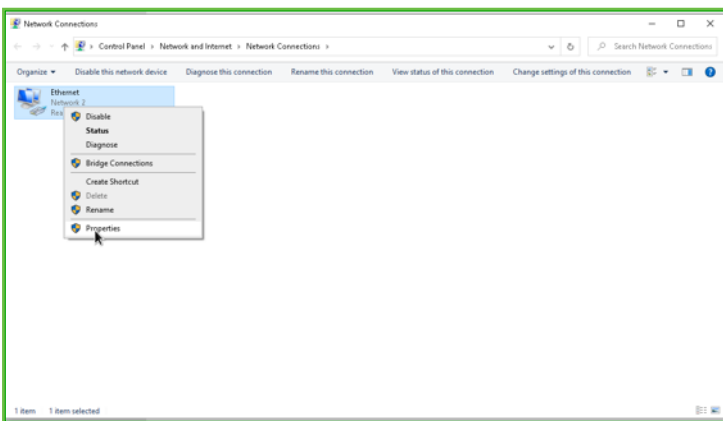 Network Connections
Control Panel › Network and Internet › Network Connections ›
Search Network Connections
Organize
Disable this network device
Diagnose this connection
Rename this connection
View status of this connection
Change settings of this connection
Ethernet
Network 2
Rea
Disable
Status
Diagnose
Bridge Connections
Create Shortcut
Delete
Rename
Properties
1 item 1 item selected